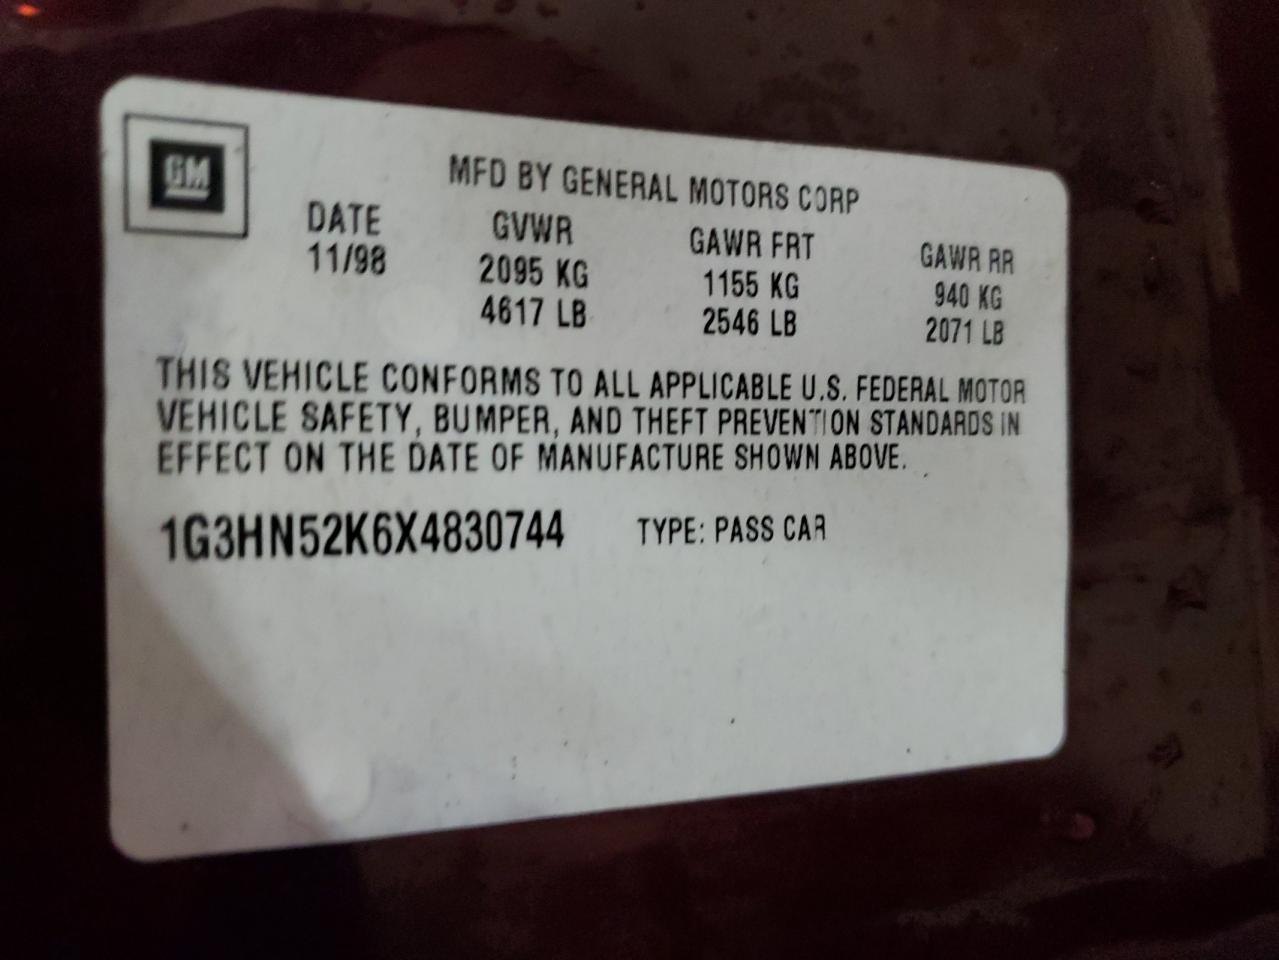 GM
MFD BY GENERAL MOTORS CORP
DATE GVWR GAWR FRT GAWR RR
11/98 2095 KG 1155 KG 940 KG
4617 LB 2546 LB 2071 LB
THIS VEHICLE CONFORMS TO ALL APPLICABLE U.S. FEDERAL MOTOR
VEHICLE SAFETY, BUMPER, AND THEFT PREVENTION STANDARDS IN
EFFECT ON THE DATE OF MANUFACTURE SHOWN ABOVE.
1G3HN52K6X4830744 TYPE: PASS CAR